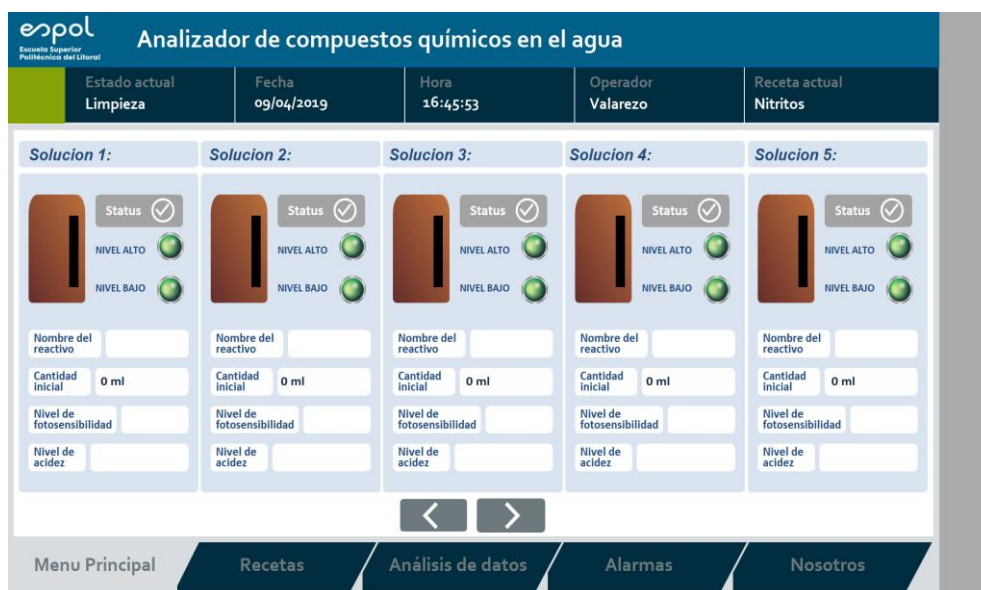 espol
Escuela Superior
Politécnica del Litoral
Analizador de compuestos químicos en el agua
Estado actual
Limpieza
Fecha
09/04/2019
Hora
16:45:53
Operador
Valarezo
Receta actual
Nitritos
Solucion 1:
Status
NIVEL ALTO
NIVEL BAJO
Nombre del
reactivo
Cantidad
inicial
0 ml
Nivel de
fotosensibilidad
Nivel de
acidez
Solucion 2:
Status
NIVEL ALTO
NIVEL BAJO
Nombre del
reactivo
Cantidad
inicial
0 ml
Nivel de
fotosensibilidad
Nivel de
acidez
Solucion 3:
Status
NIVEL ALTO
NIVEL BAJO
Nombre del
reactivo
Cantidad
inicial
0 ml
Nivel de
fotosensibilidad
Nivel de
acidez
Solucion 4:
Status
NIVEL ALTO
NIVEL BAJO
Nombre del
reactivo
Cantidad
inicial
0 ml
Nivel de
fotosensibilidad
Nivel de
acidez
Solucion 5:
Status
NIVEL ALTO
NIVEL BAJO
Nombre del
reactivo
Cantidad
inicial
0 ml
Nivel de
fotosensibilidad
Nivel de
acidez
Menu Principal
Recetas
Análisis de datos
Alarmas
Nosotros